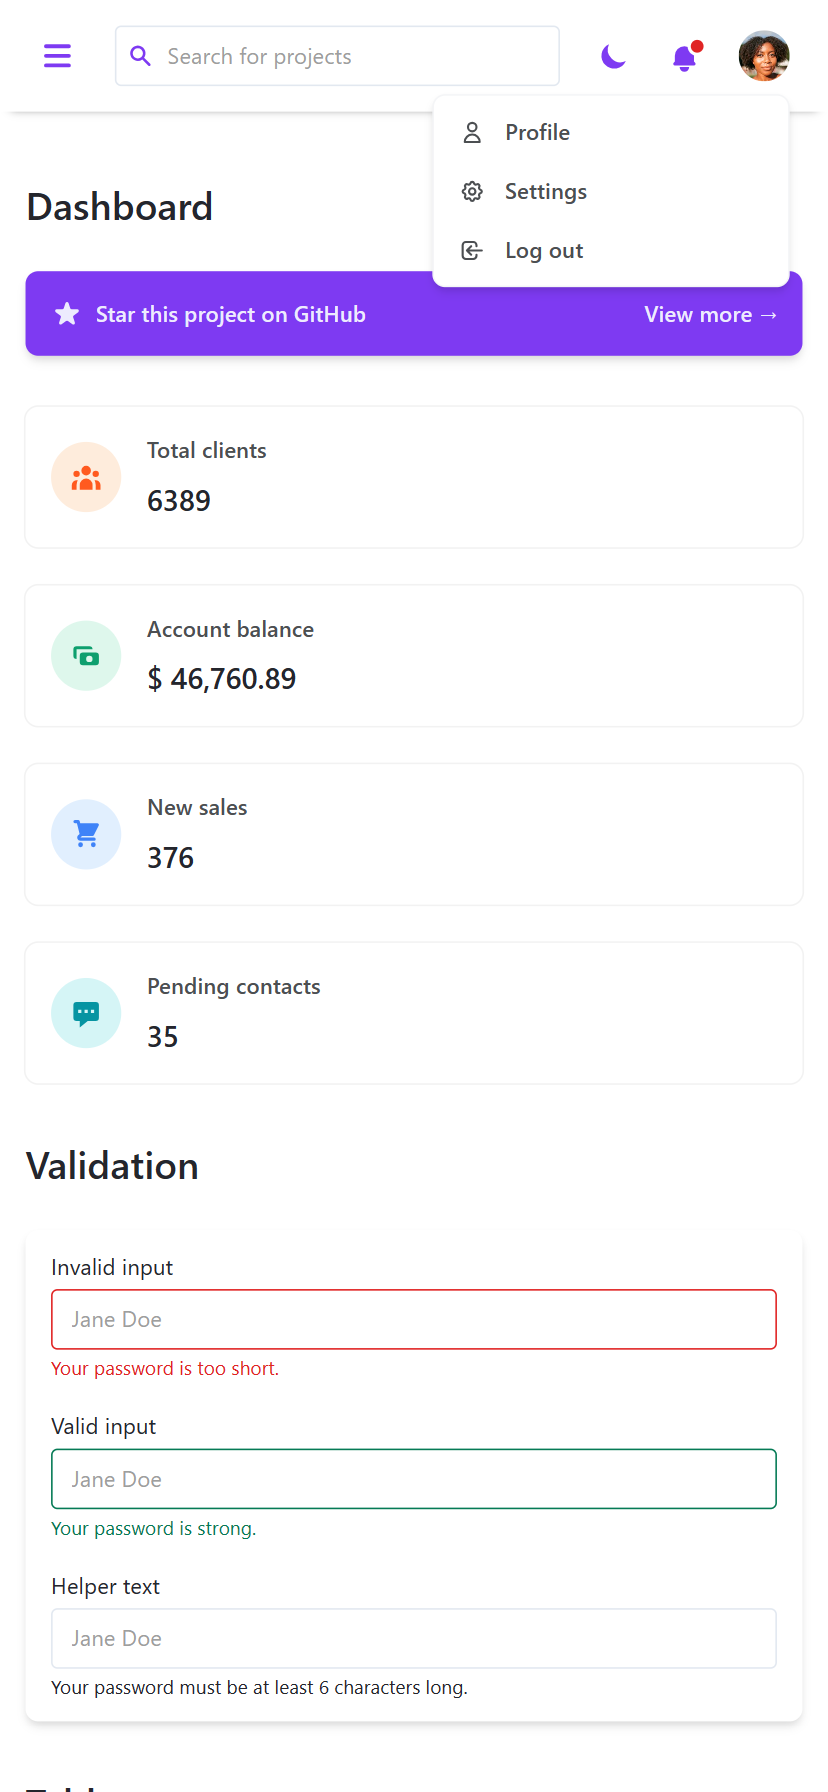 Search for projects
Profile
Settings
Log out
Dashboard
Star this project on GitHub
View more →
Total clients
6389
Account balance
$ 46,760.89
New sales
376
Pending contacts
35
Validation
Invalid input
Jane Doe
Your password is too short.
Valid input
Jane Doe
Your password is strong.
Helper text
Jane Doe
Your password must be at least 6 characters long.